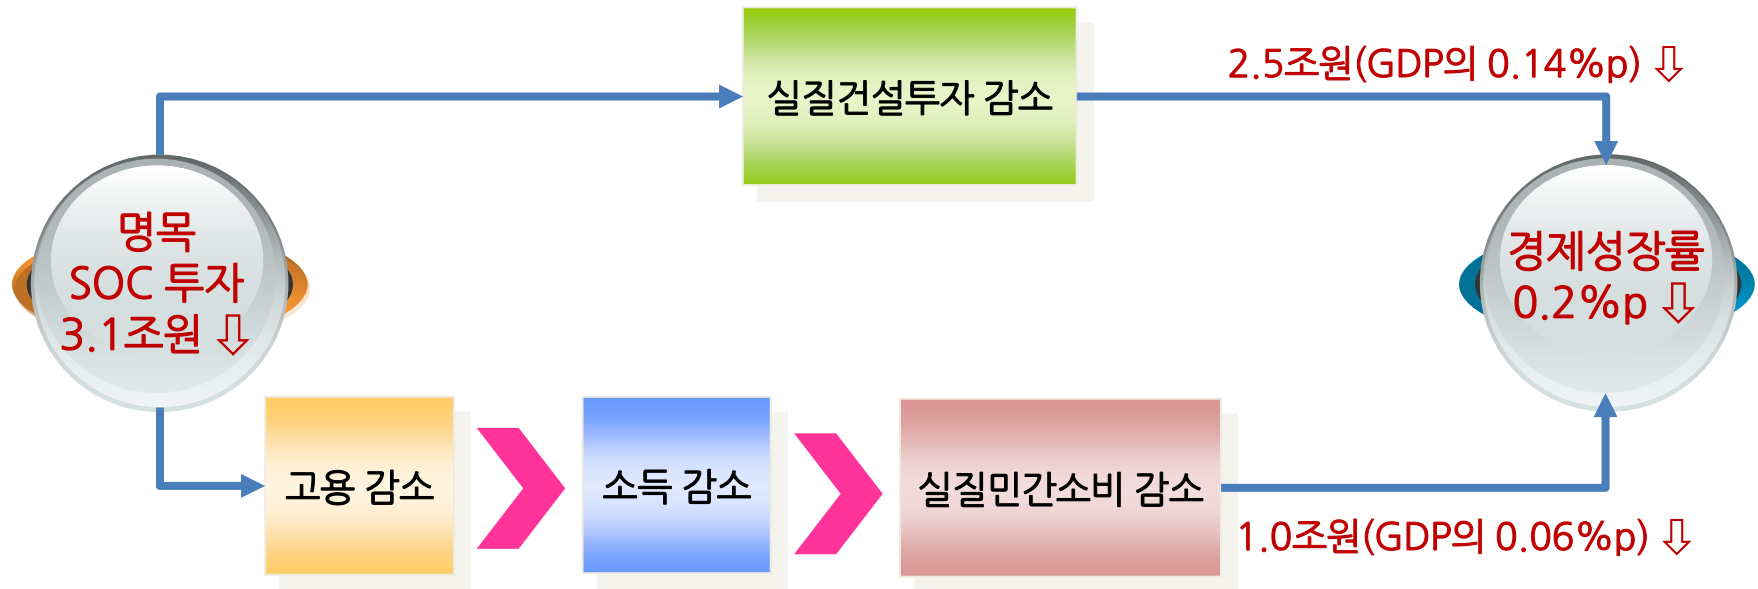 실질건설투자 감소
2.5조원(GDP의 0.14%p) ⇩
명목
SOC 투자
3.1조원 ⇩
경제성장률
0.2%p ⇩
고용 감소
소득 감소
실질민간소비 감소
1.0조원(GDP의 0.06%p) ⇩